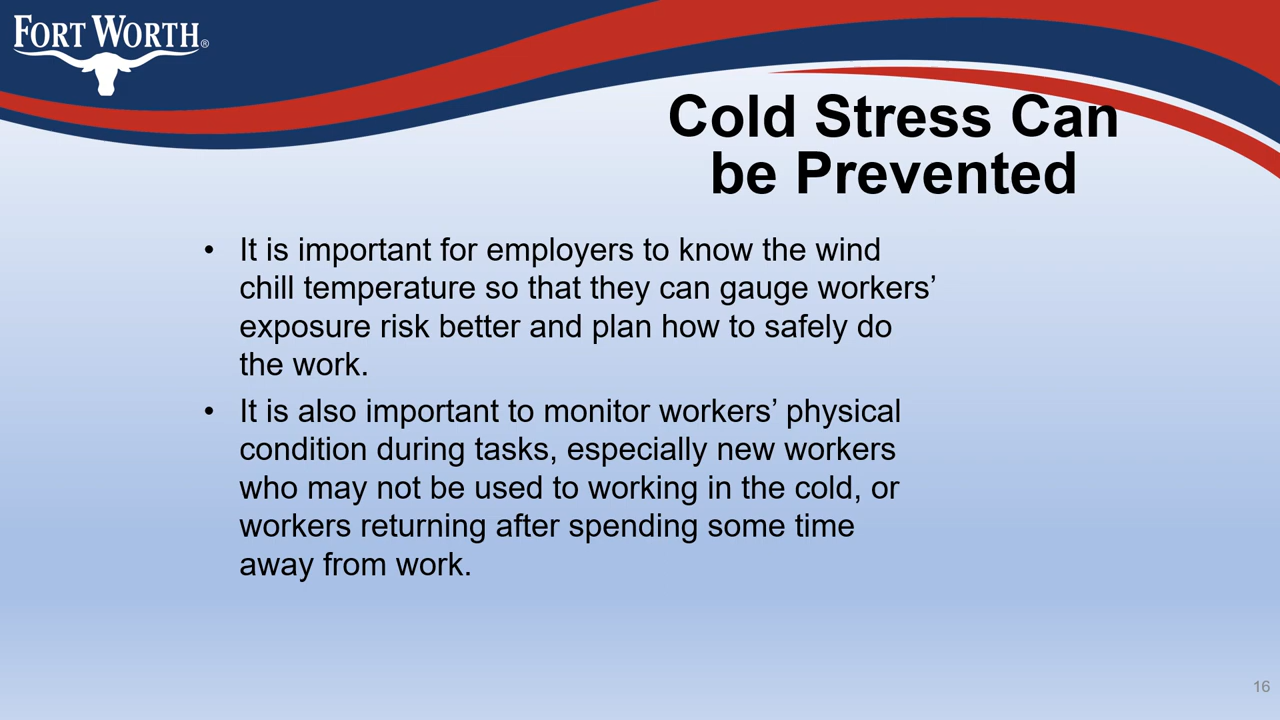 FORT WORTH®
Cold Stress Can
be Prevented
• It is important for employers to know the wind
chill temperature so that they can gauge workers’
exposure risk better and plan how to safely do
the work.
• It is also important to monitor workers’ physical
condition during tasks, especially new workers
who may not be used to working in the cold, or
workers returning after spending some time
away from work.
16